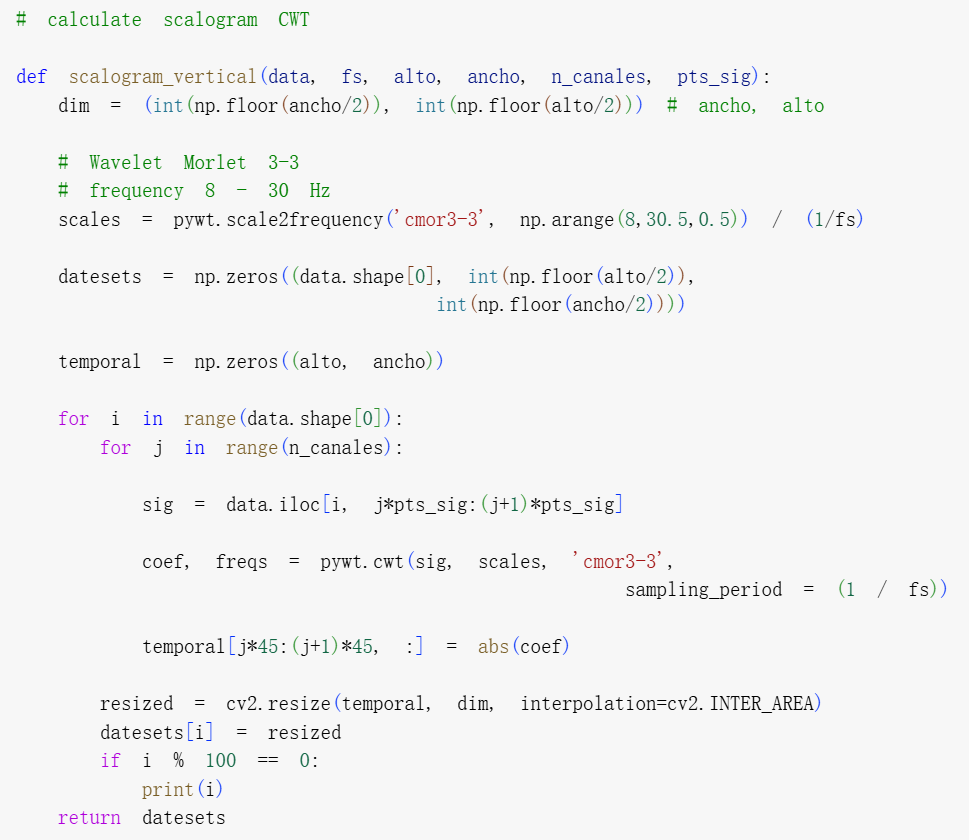 # calculate scalogram CWT
def scalogram_vertical(data, fs, alto, ancho, n_canales, pts_sig):
    dim = (int(np.floor(ancho/2)), int(np.floor(alto/2))) # ancho, alto
    # Wavelet Morlet 3-3
    # frequency 8 - 30 Hz
    scales = pywt.scale2frequency('cmor3-3', np.arange(8,30.5,0.5)) / (1/fs)
    datesets = np.zeros((data.shape[0], int(np.floor(alto/2)),
                                        int(np.floor(ancho/2))))
    temporal = np.zeros((alto, ancho))
    for i in range(data.shape[0]):
        for j in range(n_canales):
            sig = data.iloc[i, j*pts_sig:(j+1)*pts_sig]
            coef, freqs = pywt.cwt(sig, scales, 'cmor3-3',
                                                sampling_period = (1 / fs))
            temporal[j*45:(j+1)*45, :] = abs(coef)
        resized = cv2.resize(temporal, dim, interpolation=cv2.INTER_AREA)
        datesets[i] = resized
        if i % 100 == 0:
            print(i)
    return datesets